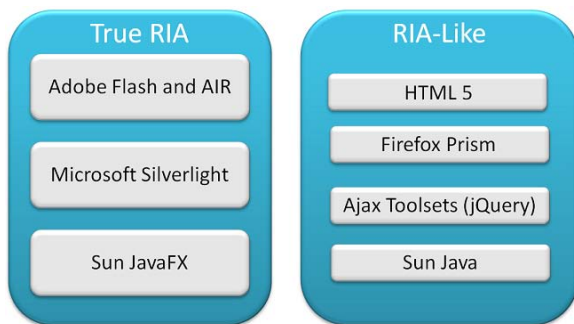 True RIA
Adobe Flash and AIR
Microsoft Silverlight
Sun JavaFX
RIA-Like
HTML 5
Firefox Prism
Ajax Toolsets (jQuery)
Sun Java